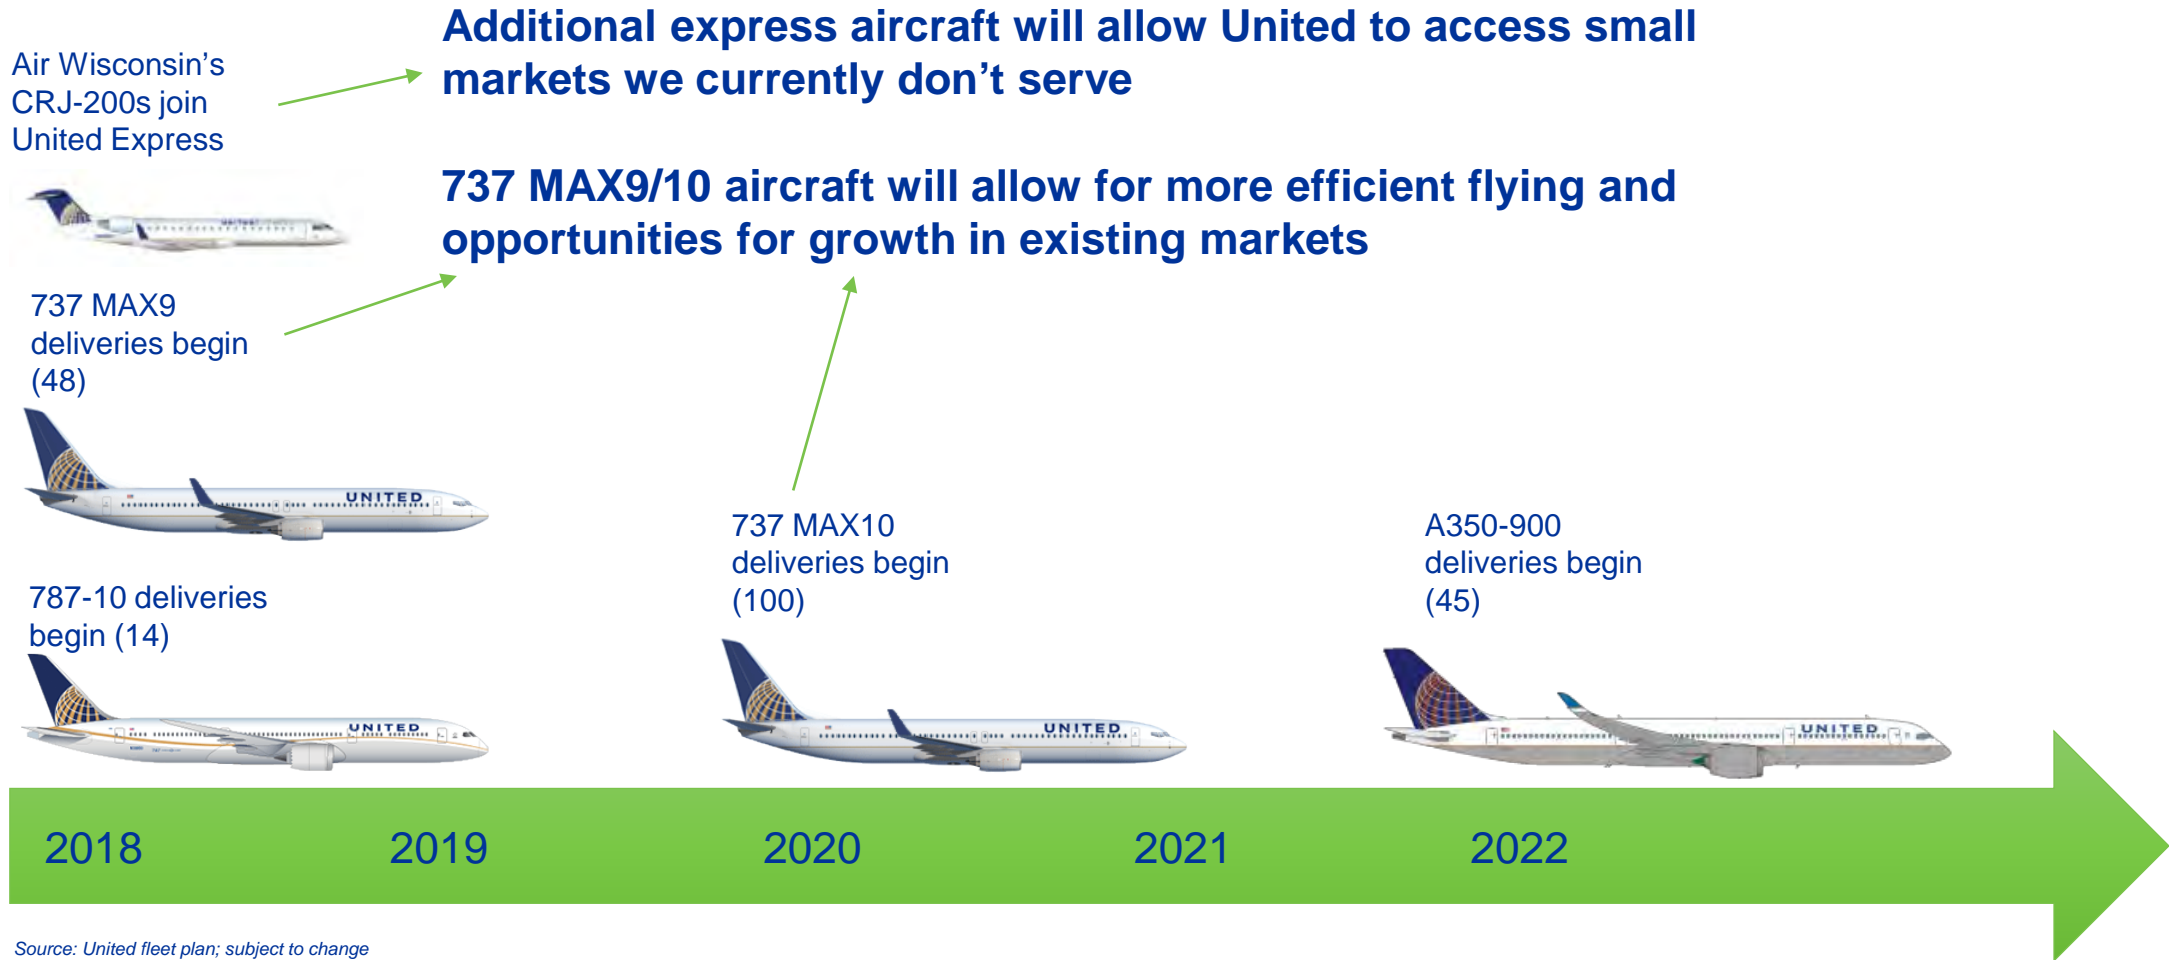 Additional express aircraft will allow United to access small
markets we currently don’t serve
Air Wisconsin’s
CRJ-200s join
United Express
737 MAX9/10 aircraft will allow for more efficient flying and
opportunities for growth in existing markets
737 MAX9
deliveries begin
(48)
UNITED
787-10 deliveries
begin (14)
UNITED
737 MAX10
deliveries begin
(100)
UNITED
A350-900
deliveries begin
(45)
UNITED
2018
2019
2020
2021
2022
Source: United fleet plan; subject to change